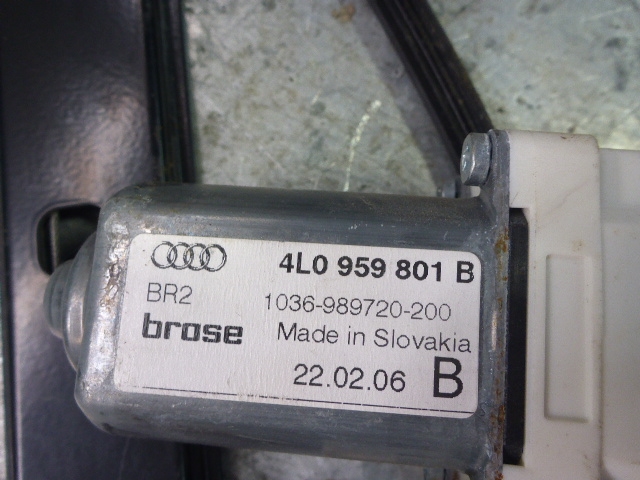 4L0 959 801 B
BR2 1036-989720-200
brose Made in Slovakia
22.02.06 B